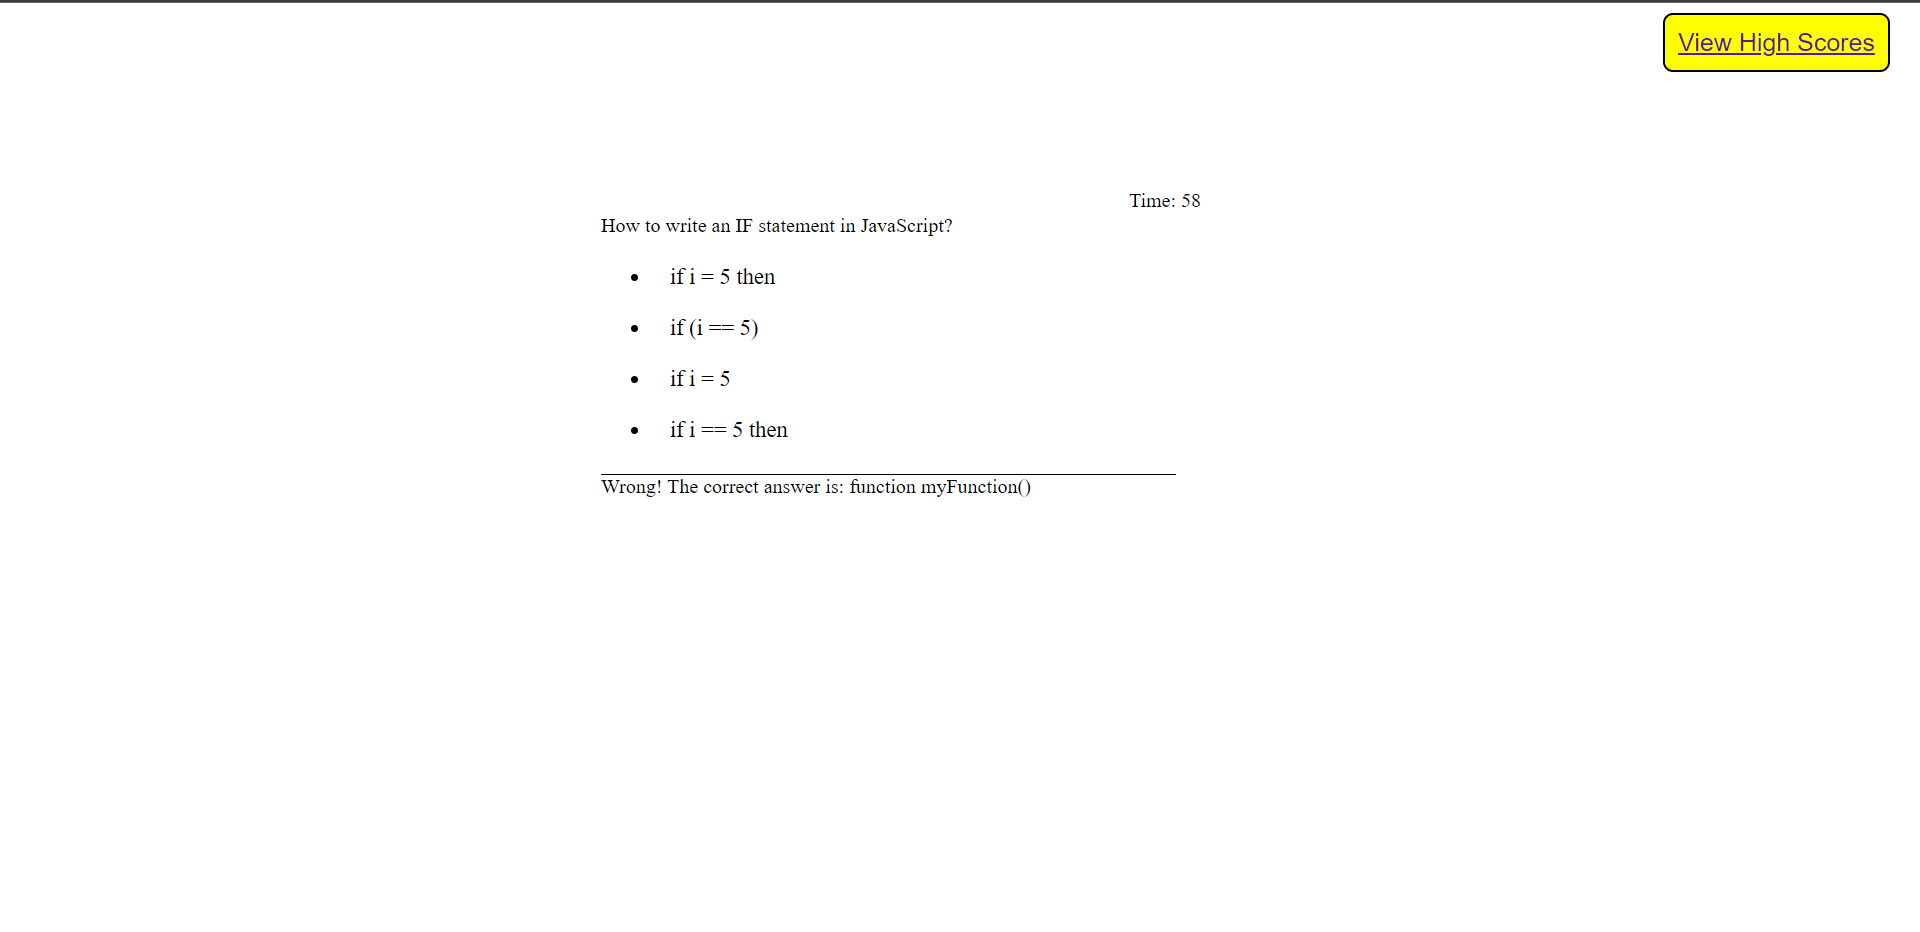 View High Scores
Time: 58
How to write an IF statement in JavaScript?
if i = 5 then
if (i == 5)
if i = 5
if i == 5 then
Wrong! The correct answer is: function myFunction()